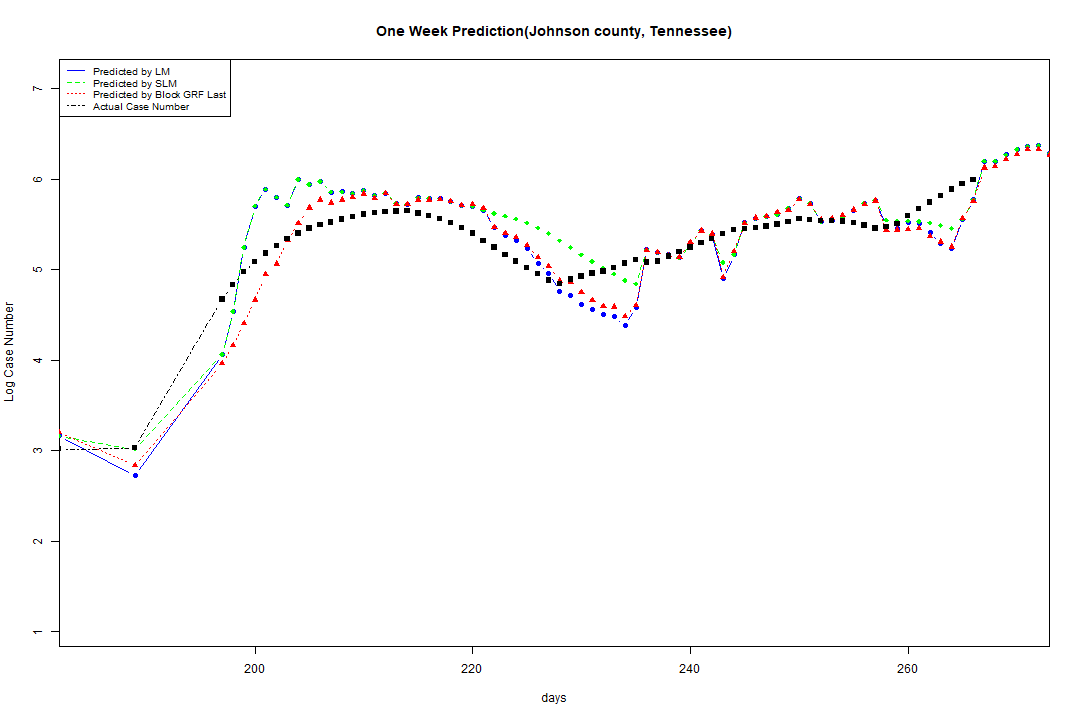 One Week Prediction(Johnson county, Tennessee)
Predicted by LM
Predicted by SLM
Predicted by Block GRF Last
Actual Case Number
7
6
5
4
3
2
1
Log Case Number
200 220 240 260
days